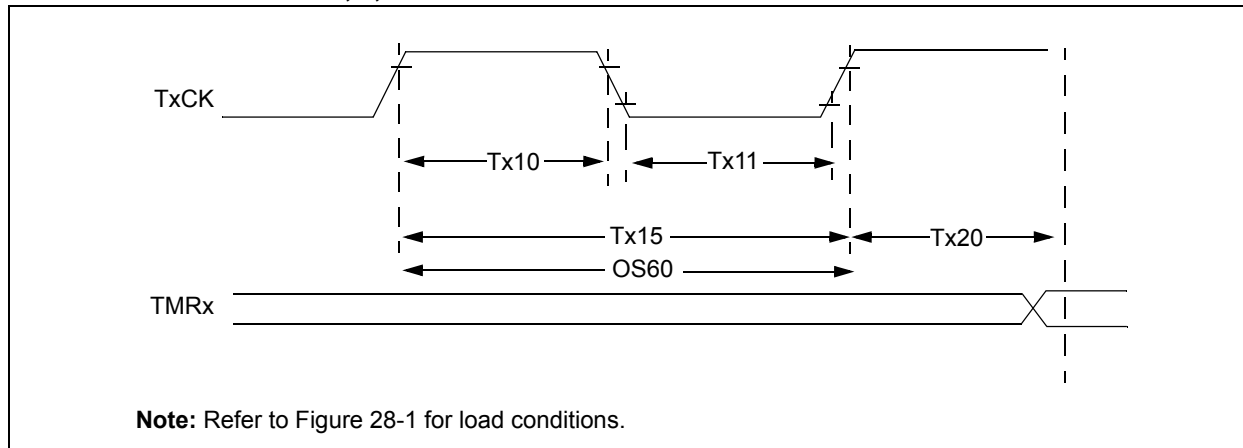 TxCK
Tx10
Tx11
Tx15
Tx20
OS60
TMRx
Note: Refer to Figure 28-1 for load conditions.